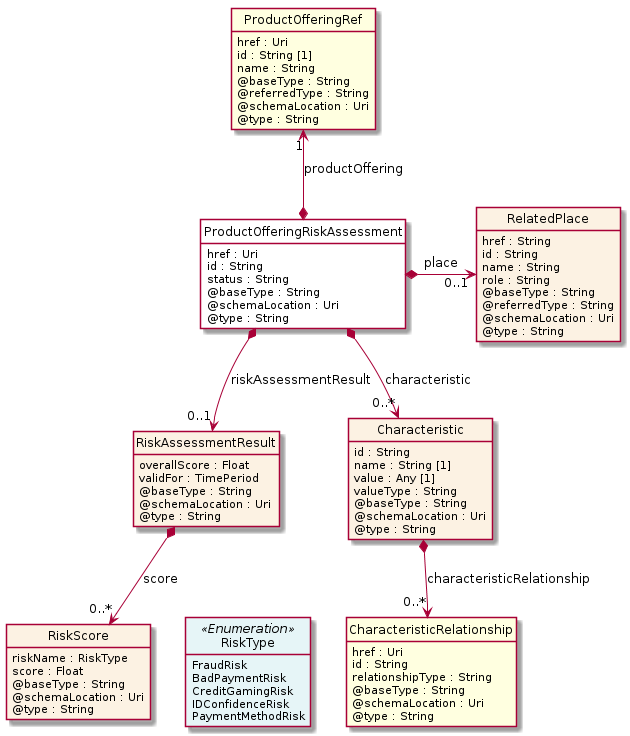 ProductOfferingRef
href : Uri
id : String [1]
name : String
@baseType : String
@referredType : String
@schemaLocation : Uri
@type : String
1
productOffering
ProductOfferingRiskAssessment
href : Uri
id : String
status : String
@baseType : String
@schemaLocation : Uri
@type : String
place
0..1
RelatedPlace
href : String
id : String
name : String
role : String
@baseType : String
@referredType : String
@schemaLocation : Uri
@type : String
riskAssessmentResult
0..1
characteristic
0..*
RiskAssessmentResult
overallScore : Float
validFor : TimePeriod
@baseType : String
@schemaLocation : Uri
@type : String
Characteristic
id : String
name : String [1]
value : Any [1]
valueType : String
@baseType : String
@schemaLocation : Uri
@type : String
score
0..*
characteristicRelationship
0..*
RiskScore
riskName : RiskType
score : Float
@baseType : String
@schemaLocation : Uri
@type : String
«Enumeration»
RiskType
FraudRisk
BadPaymentRisk
CreditGamingRisk
IDConfidenceRisk
PaymentMethodRisk
CharacteristicRelationship
href : Uri
id : String
relationshipType : String
@baseType : String
@schemaLocation : Uri
@type : String